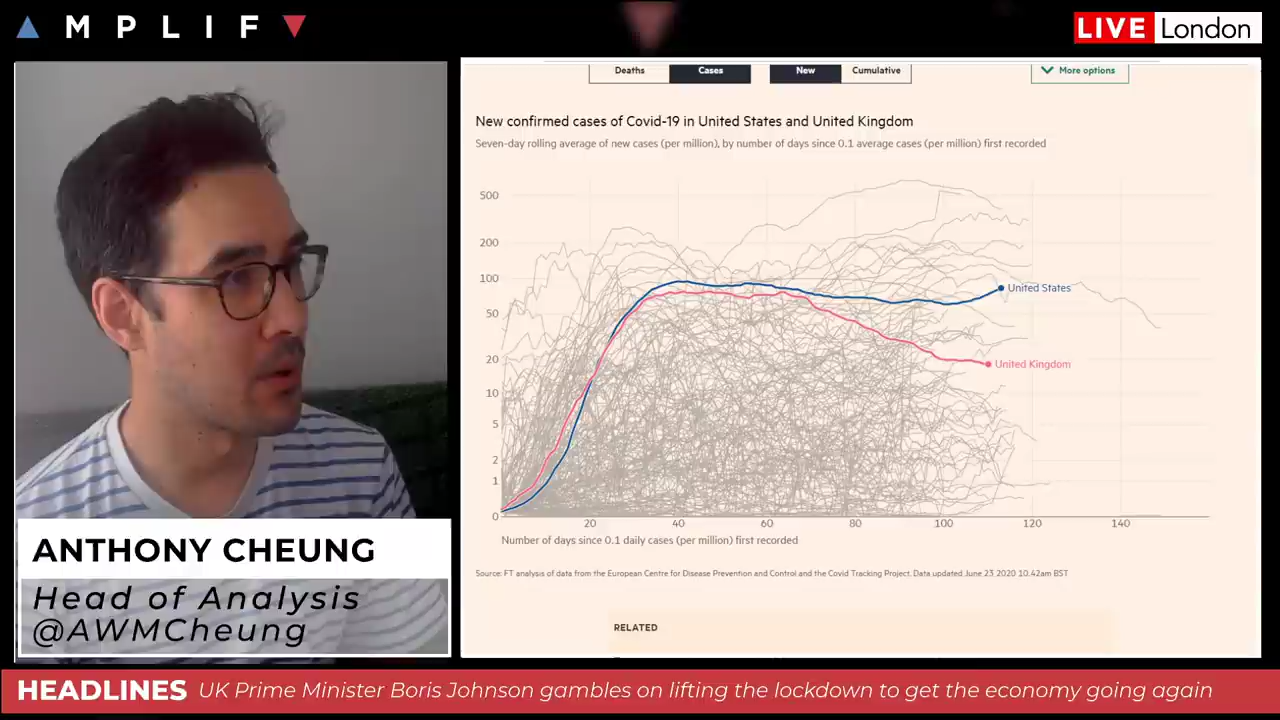 AMPLIFY
LIVE London
Deaths Cases New Cumulative More options
New confirmed cases of Covid-19 in United States and United Kingdom
Seven-day rolling average of new cases (per million), by number of days since 0.1 average cases (per million) first recorded
500
200
100
50
20
10
5
2
1
0
United States
United Kingdom
20 40 60 80 100 120 140
Number of days since 0.1 daily cases (per million) first recorded
Source: FT analysis of data from the European Centre for Disease Prevention and Control and the Covid Tracking Project. Data updated June 23 2020 10.42am BST
RELATED
ANTHONY CHEUNG
Head of Analysis
@AWMCheung
HEADLINES UK Prime Minister Boris Johnson gambles on lifting the lockdown to get the economy going again